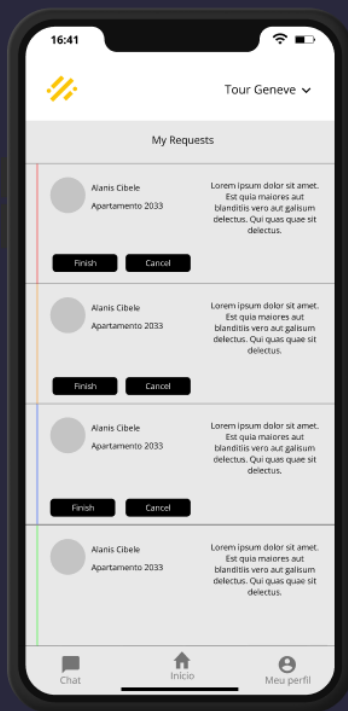 16:41
Tour Geneve
My Requests
Alanis Cibele
Apartamento 2033
Lorem ipsum dolor sit amet.
Est quia maiores aut
blanditiis vero aut galisum
delectus. Qui quas quae sit
delectus.
Finish
Cancel
Alanis Cibele
Apartamento 2033
Lorem ipsum dolor sit amet.
Est quia maiores aut
blanditiis vero aut galisum
delectus. Qui quas quae sit
delectus.
Finish
Cancel
Alanis Cibele
Apartamento 2033
Lorem ipsum dolor sit amet.
Est quia maiores aut
blanditiis vero aut galisum
delectus. Qui quas quae sit
delectus.
Finish
Cancel
Alanis Cibele
Apartamento 2033
Lorem ipsum dolor sit amet.
Est quia maiores aut
blanditiis vero aut galisum
delectus. Qui quas quae sit
delectus.
Chat
Início
Meu perfil